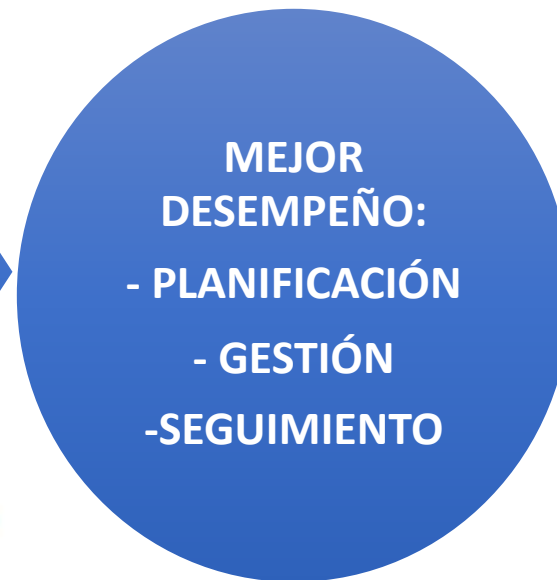 MEJOR
DESEMPEÑO:
- PLANIFICACIÓN
- GESTIÓN
-SEGUIMIENTO